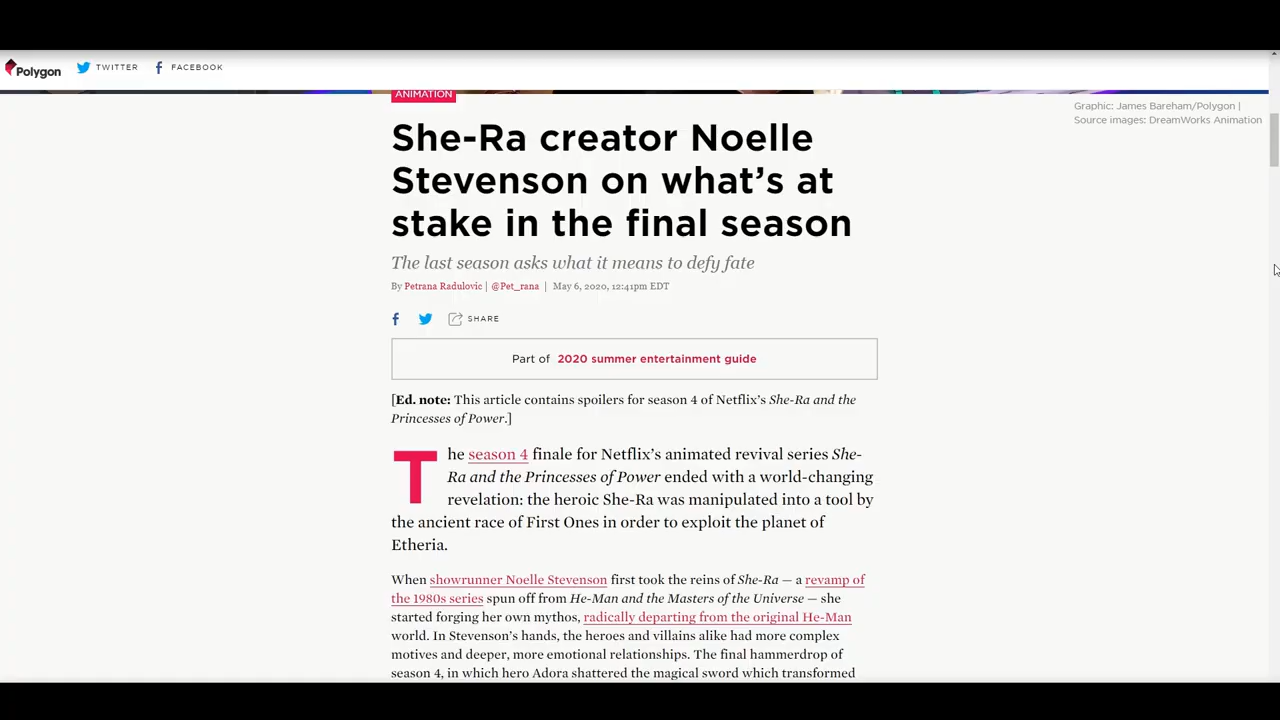 Polygon TWITTER FACEBOOK
ANIMATION
Graphic: James Bareham/Polygon |
Source images: DreamWorks Animation
She-Ra creator Noelle
Stevenson on what’s at
stake in the final season
The last season asks what it means to defy fate
By Petrana Radulovic | @Pet_rana | May 6, 2020, 12:41pm EDT
SHARE
Part of 2020 summer entertainment guide
[Ed. note: This article contains spoilers for season 4 of Netflix’s She-Ra and the
Princesses of Power.]
The season 4 finale for Netflix’s animated revival series She-
Ra and the Princesses of Power ended with a world-changing
revelation: the heroic She-Ra was manipulated into a tool by
the ancient race of First Ones in order to exploit the planet of
Etheria.
When showrunner Noelle Stevenson first took the reins of She-Ra — a revamp of
the 1980s series spun off from He-Man and the Masters of the Universe — she
started forging her own mythos, radically departing from the original He-Man
world. In Stevenson’s hands, the heroes and villains alike had more complex
motives and deeper, more emotional relationships. The final hammerdrop of
season 4, in which hero Adora shattered the magical sword which transformed